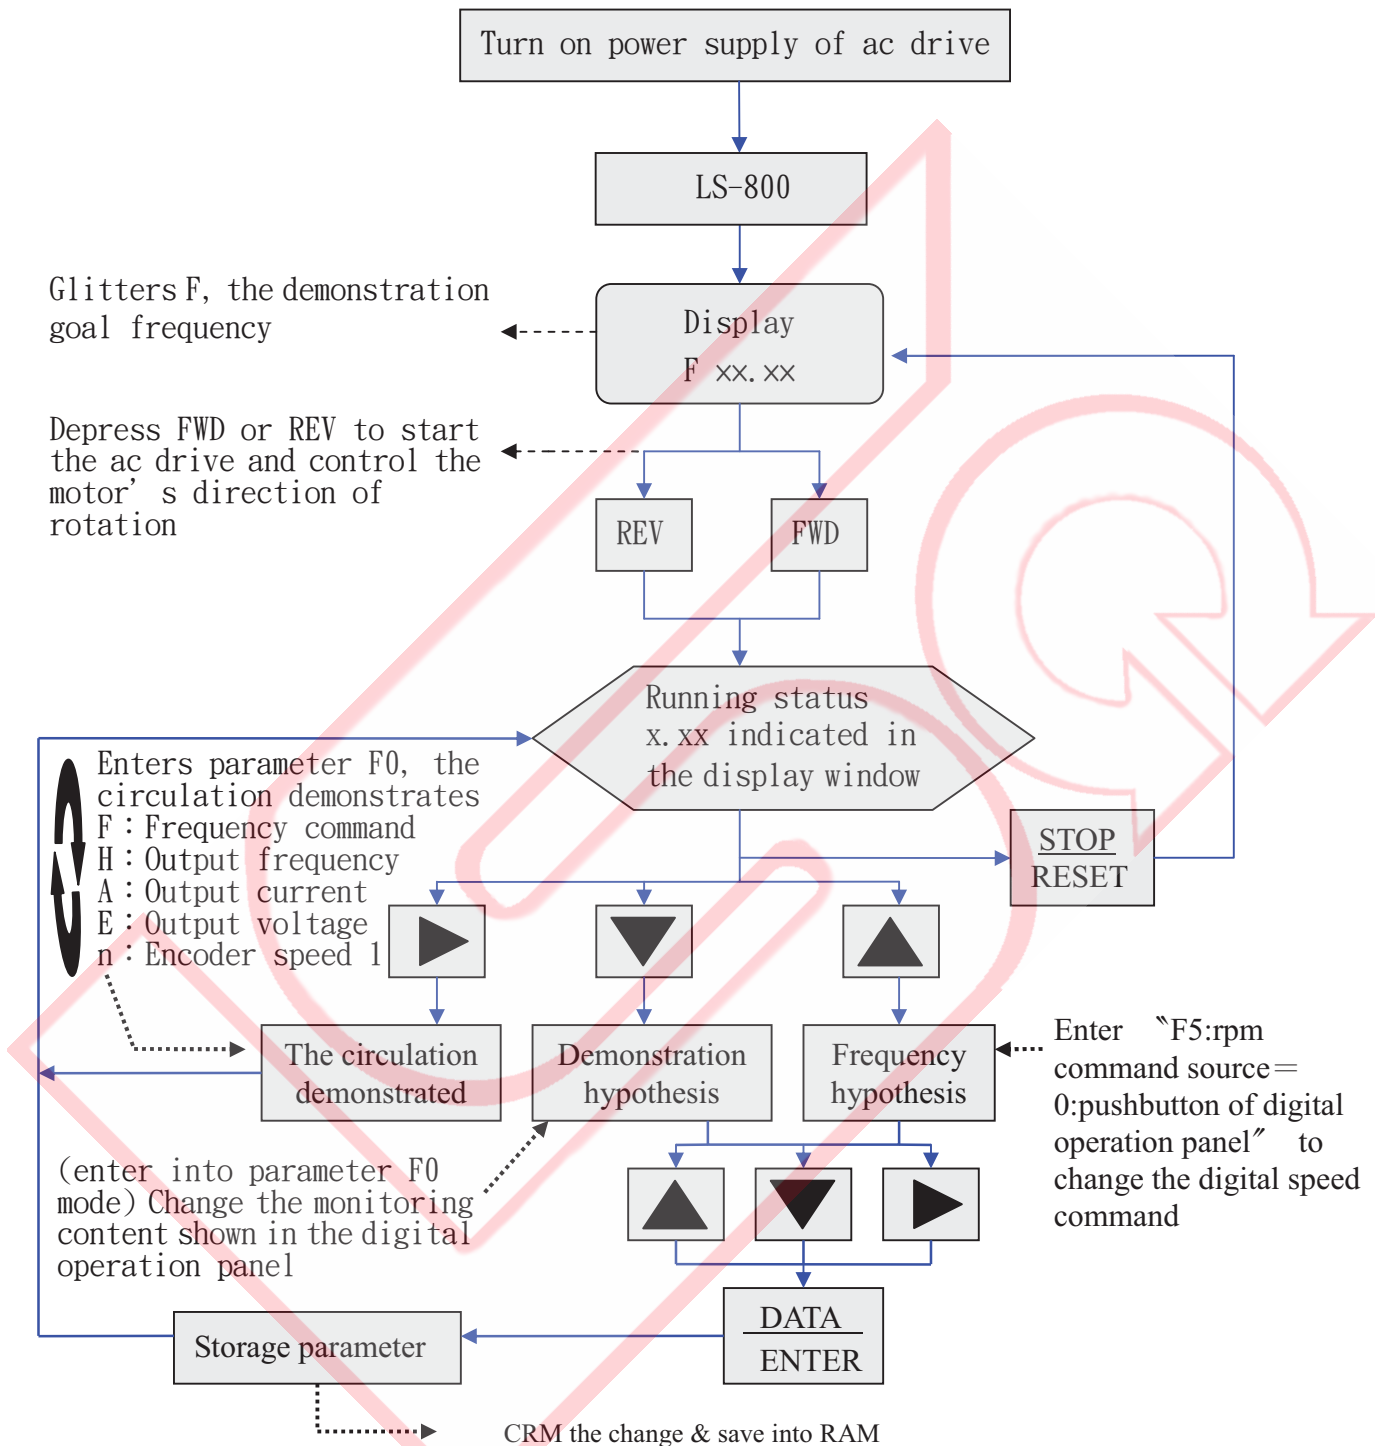 Turn on power supply of ac drive
LS-800
Glitters F, the demonstration
goal frequency
Display
F xx.xx
Depress FWD or REV to start
the ac drive and control the
motor’ s direction of
rotation
REV
FWD
Running status
x.xx indicated in
the display window
Enters parameter F0, the
circulation demonstrates
F：Frequency command
H：Output frequency
A：Output current
E：Output voltage
n：Encoder speed 1
STOP
RESET
The circulation
demonstrated
Demonstration
hypothesis
Frequency
hypothesis
Enter 〝F5:rpm
command source＝
0:pushbutton of digital
operation panel〞 to
change the digital speed
command
(enter into parameter F0
mode) Change the monitoring
content shown in the digital
operation panel
DATA
ENTER
Storage parameter
CRM the change & save into RAM